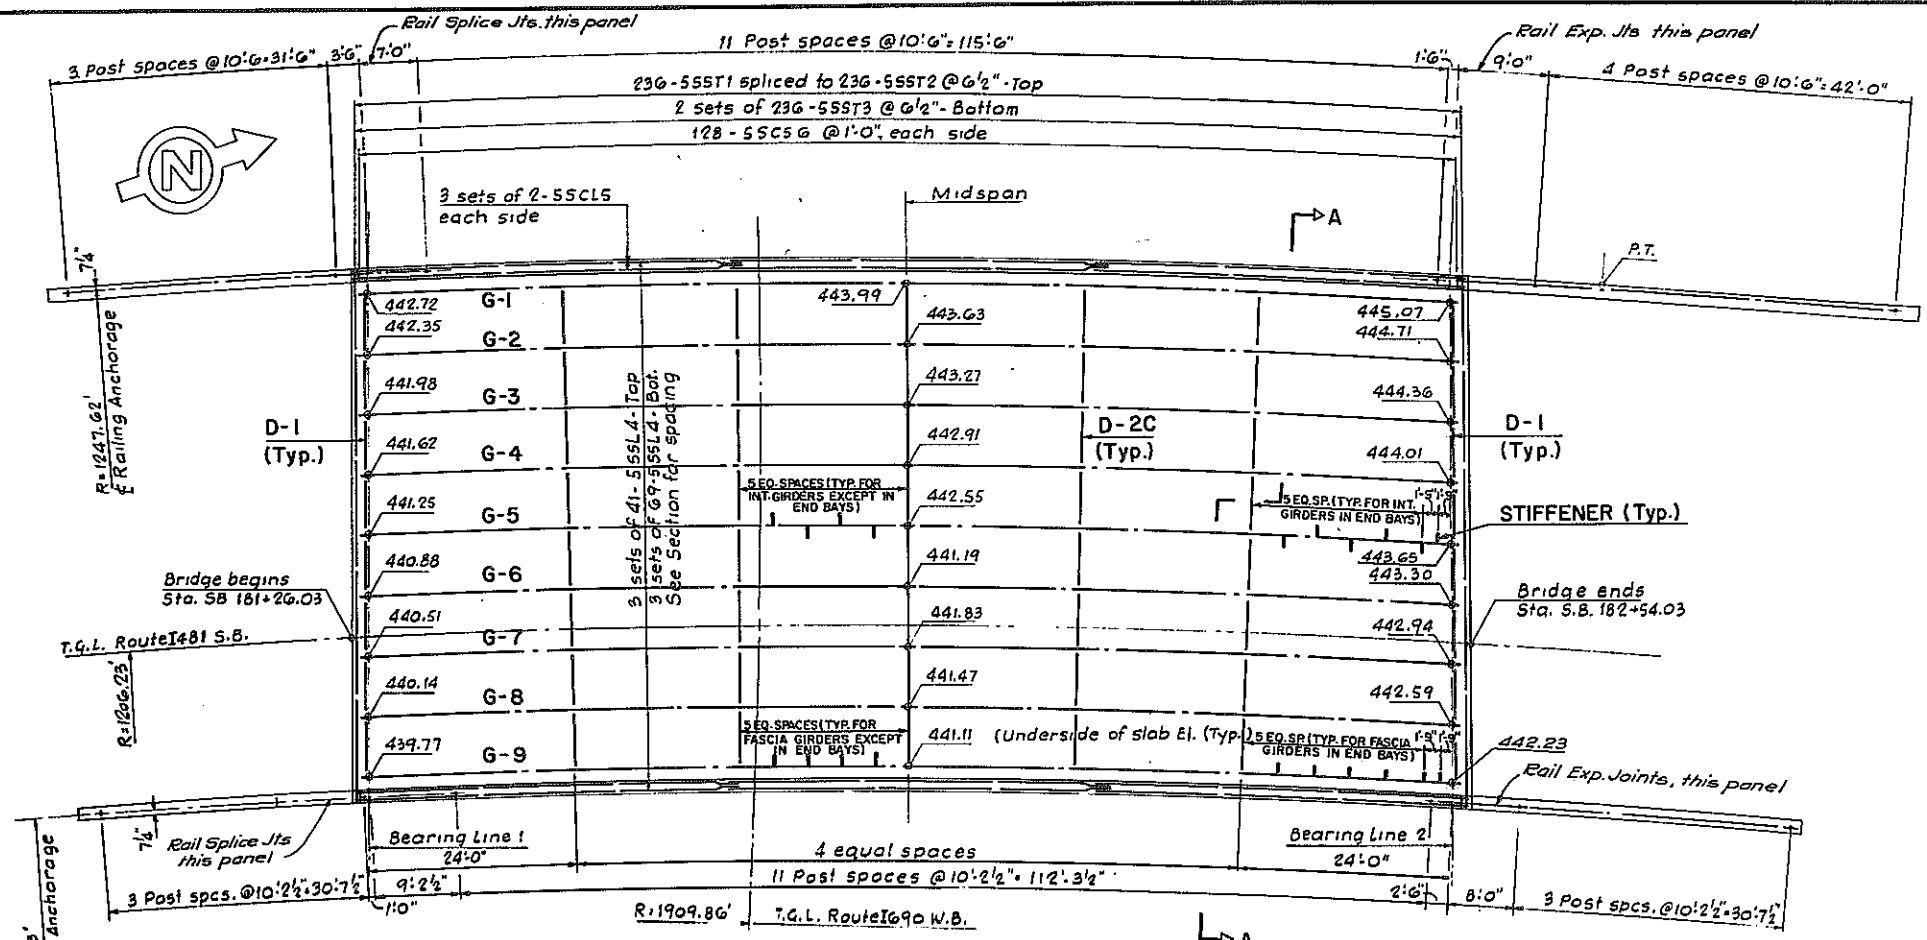 Rail Splice Jts. this panel
11 Post spaces @10'-6"=115'-6"
Rail Exp. Jts this panel
3 Post spaces @10'-6"=31'-6"
3'-6"
7'-0"
1'-6"
9'-0"
4 Post spaces @10'-6"=42'-0"
236-5SST1 spliced to 236-5SST2 @ 6½"-Top
2 sets of 236-5SST3 @ 6½"-Bottom
128-5SC5G @1'-0", each side
N
3 sets of 2-5SCL5
each side
Midspan
A
P.T.
7¼"
R=1247.62'
℄ Railing Anchorage
442.72
G-1
443.99
445.07
442.35
G-2
443.63
444.71
441.98
G-3
443.27
444.36
D-1
(Typ.)
D-2C
(Typ.)
D-1
(Typ.)
441.62
G-4
442.91
444.01
3 sets of 41-5SSL4-Top
3 sets of 69-5SSL4-Bot.
See Section for spacing
5 EQ. SPACES (TYP. FOR
INT. GIRDERS EXCEPT IN
END BAYS)
441.25
G-5
442.55
5 EQ. SP. (TYP. FOR INT.
GIRDERS IN END BAYS)
STIFFENER (Typ.)
443.65
440.88
G-6
441.19
443.30
Bridge begins
Sta. SB 181+26.03
Bridge ends
Sta. S.B. 182+54.03
440.51
G-7
441.83
442.94
T.G.L. Route I481 S.B.
R=1206.23'
440.14
G-8
441.47
442.59
5 EQ. SPACES (TYP. FOR
FASCIA GIRDERS EXCEPT
IN END BAYS)
439.77
G-9
441.11
(Underside of slab El. (Typ.)
5 EQ. SP. (TYP. FOR FASCIA
GIRDERS IN END BAYS)
442.23
Rail Exp. Joints, this panel
7¼"
Rail Splice Jts
this panel
Bearing Line 1
Bearing Line 2
24'-0"
4 equal spaces
24'-0"
3 Post spcs. @10'-2½"=30'-7½"
1'-0"
9'-2½"
11 Post spaces @10'-2½"=112'-3½"
2'-6"
8'-0"
3 Post spcs. @10'-2½"=30'-7½"
Anchorage
R=1909.86'
T.G.L. Route I690 W.B.
A